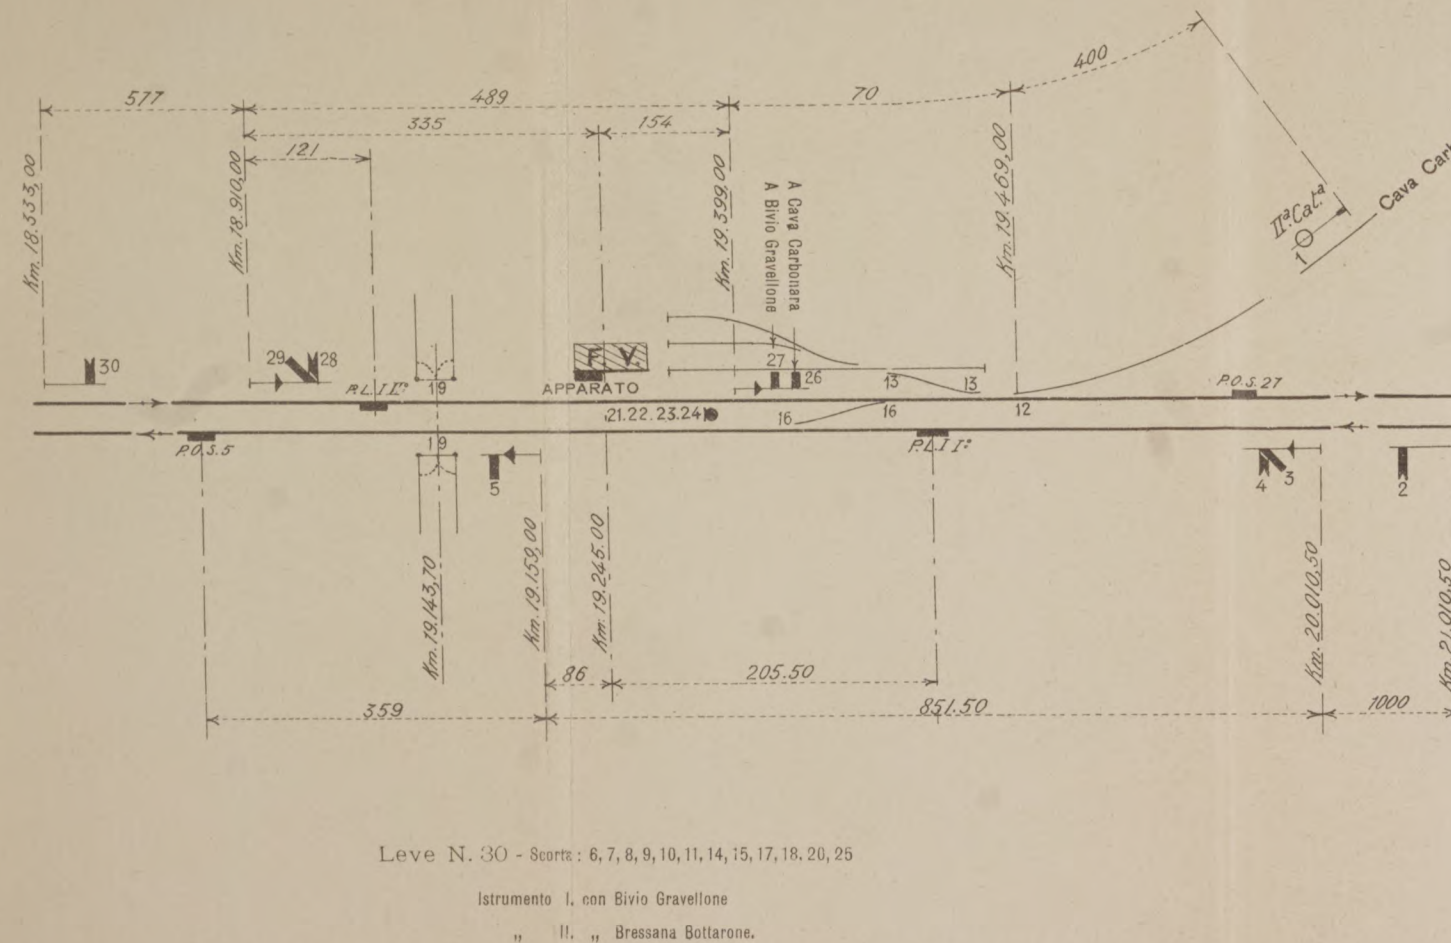 577
489
70
400
335
154
121
Km. 18.333,00
Km. 18.910,00
Km. 19.399,00
A Cava Carbonara
A Bivio Gravellone
Km. 19.469,00
IIª Cat.ª
1
Cava Carb
30
29
28
P.L. II°
19
F. V.
APPARATO
27
26
13
13
P.O.S. 27
21. 22. 23. 24
16
16
12
P.O.S. 5
19
5
P.L. II°
4
3
2
Km. 19.143,70
Km. 19.159,00
Km. 19.245.00
Km. 20.010,50
Km. 21.010,50
86
205.50
359
851.50
1000
Leve N. 30 - Scorte: 6, 7, 8, 9, 10, 11, 14, 15, 17, 18. 20, 25
Istrumento I. con Bivio Gravellone
„ II. „ Bressana Bottarone.